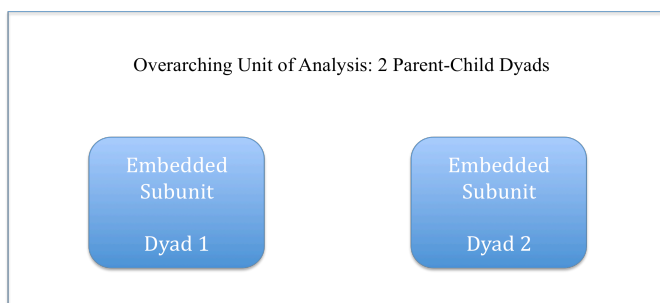 Overarching Unit of Analysis: 2 Parent-Child Dyads
Embedded
Subunit
Dyad 1
Embedded
Subunit
Dyad 2